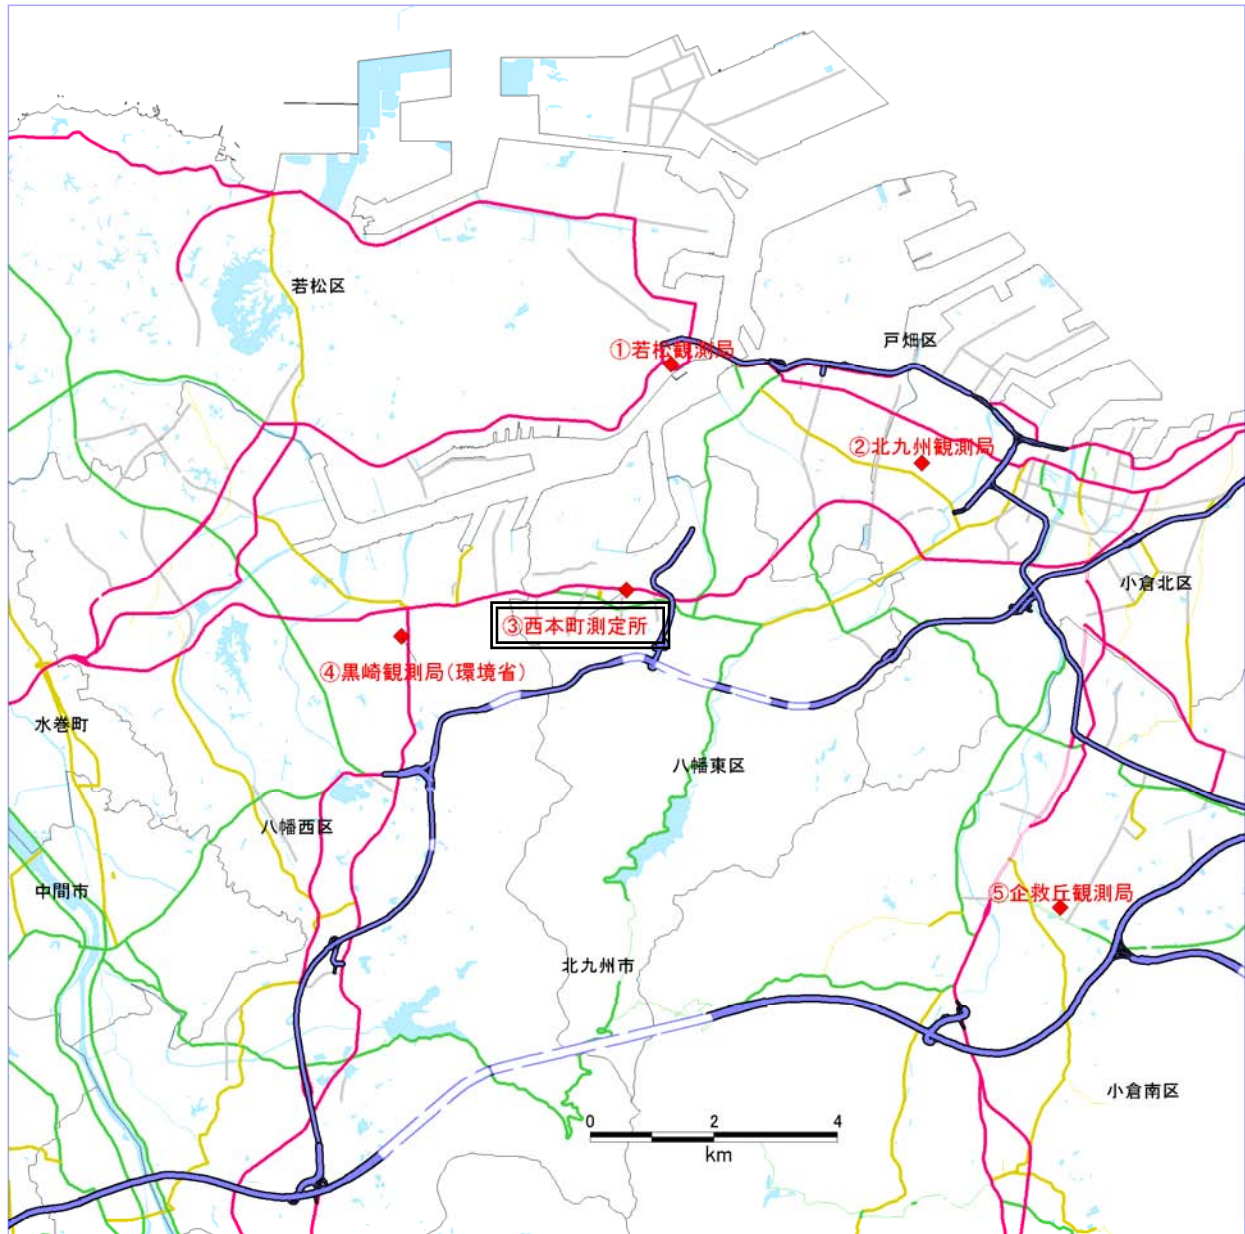 若松区
①若松観測局
戸畑区
②北九州観測局
小倉北区
③西本町測定所
④黒崎観測局(環境省)
水巻町
八幡東区
八幡西区
中間市
⑤企救丘観測局
北九州市
小倉南区
0 2 4
km